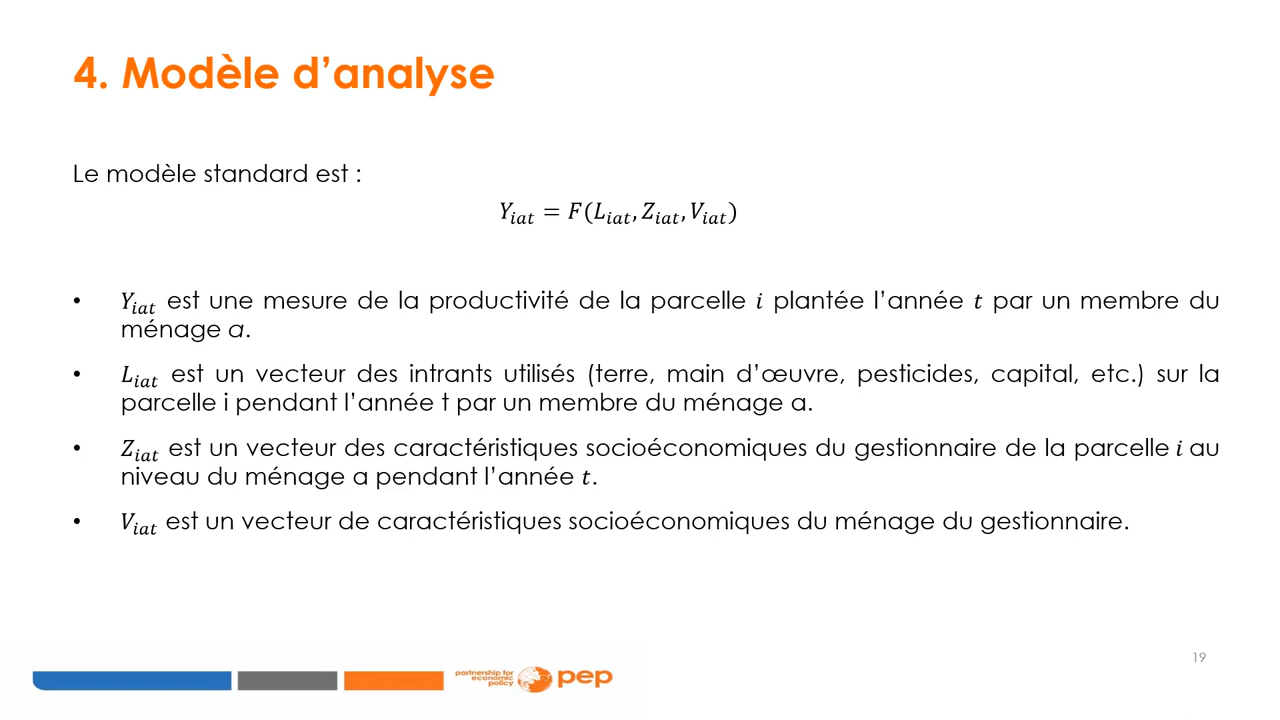 4. Modèle d’analyse
Le modèle standard est :
Yiat = F(Liat, Ziat, Viat)
• Yiat est une mesure de la productivité de la parcelle i plantée l’année t par un membre du
ménage a.
• Liat est un vecteur des intrants utilisés (terre, main d’œuvre, pesticides, capital, etc.) sur la
parcelle i pendant l’année t par un membre du ménage a.
• Ziat est un vecteur des caractéristiques socioéconomiques du gestionnaire de la parcelle i au
niveau du ménage a pendant l’année t.
• Viat est un vecteur de caractéristiques socioéconomiques du ménage du gestionnaire.
19
partnership for
economic
policy
pep